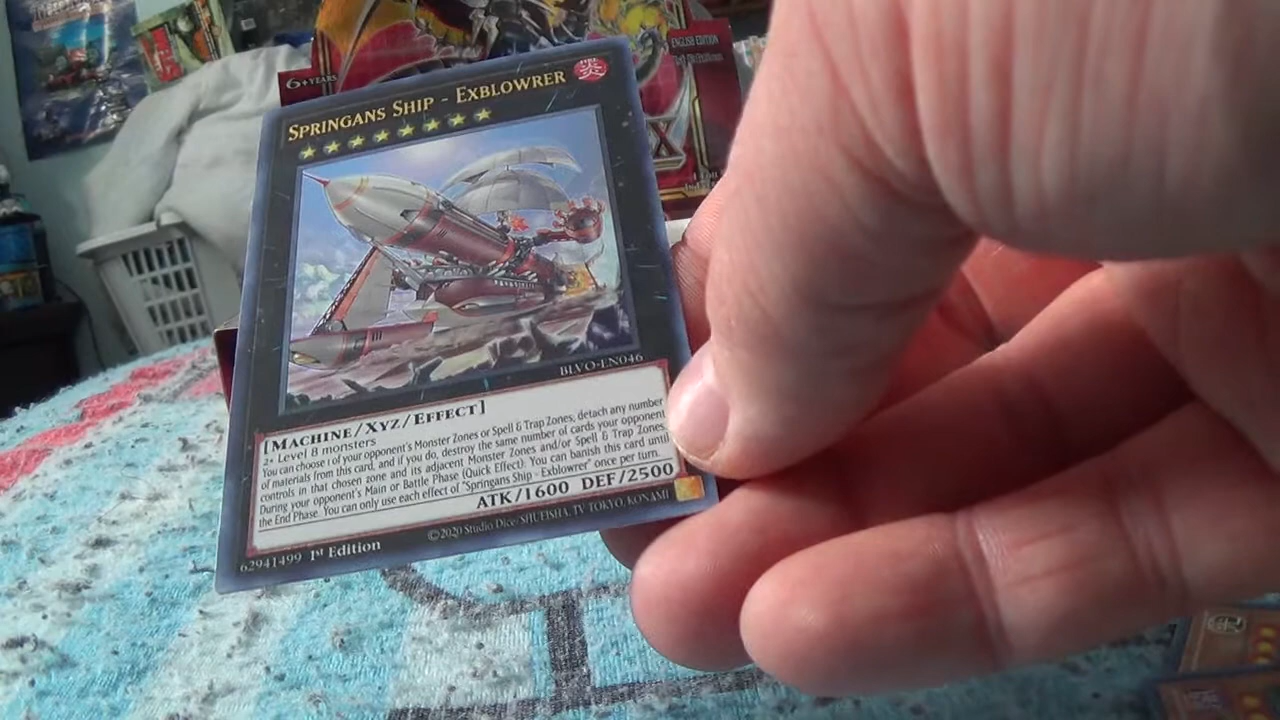 6+ YEARS
ENGLISH EDITION
SPRINGANS SHIP - EXBLOWRER
FIRE
炎
BLVO-EN046
[MACHINE/XYZ/EFFECT]
2+ Level 8 monsters
You can choose 1 of your opponent's Monster Zones or Spell & Trap Zones, detach any number
of materials from this card, and if you do, destroy the same number of cards your opponent
controls in that chosen zone and its adjacent Monster Zones and/or Spell & Trap Zones.
During your opponent's Main or Battle Phase (Quick Effect): You can banish this card until
the End Phase. You can only use each effect of "Springans Ship - Exblowrer" once per turn.
ATK/1600 DEF/2500
62941499 1st Edition
©2020 Studio Dice/SHUEISHA, TV TOKYO, KONAMI